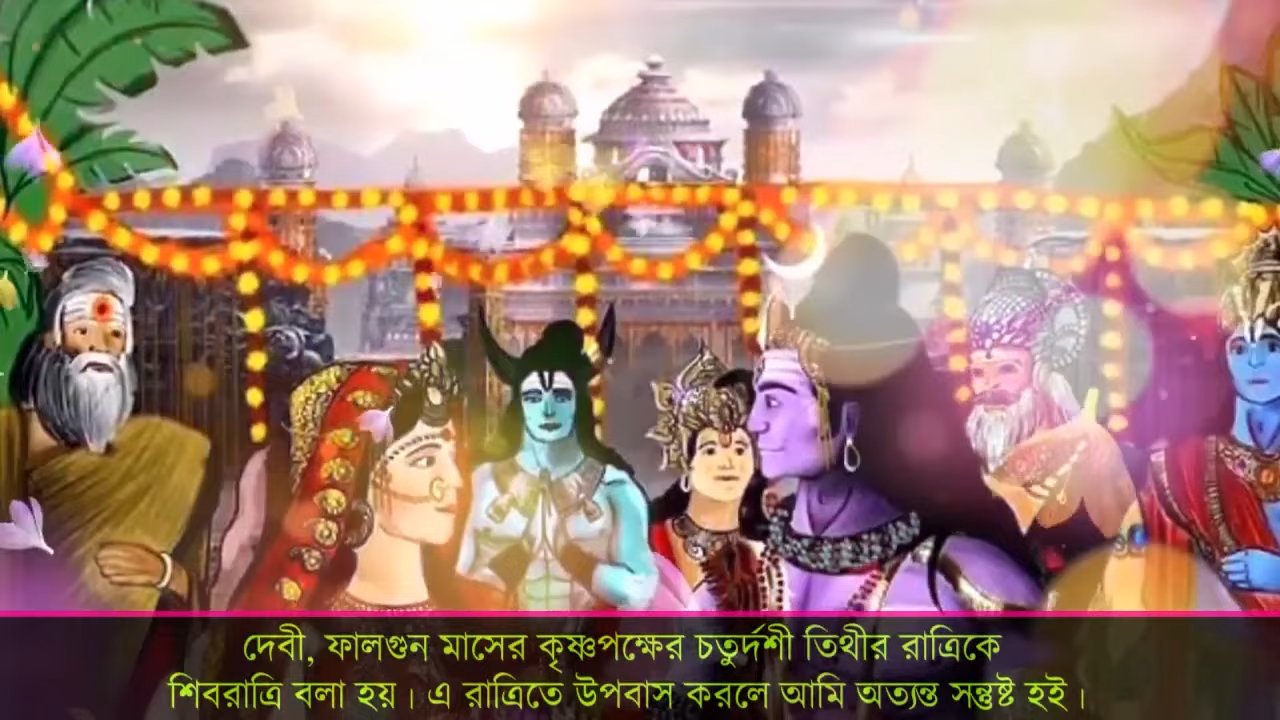 দেবী, ফালগুন মাসের কৃষ্ণপক্ষের চতুর্দশী তিথীর রাত্রিকে
শিবরাত্রি বলা হয়। এ রাত্রিতে উপবাস করলে আমি অত্যন্ত সন্তুষ্ট হই।